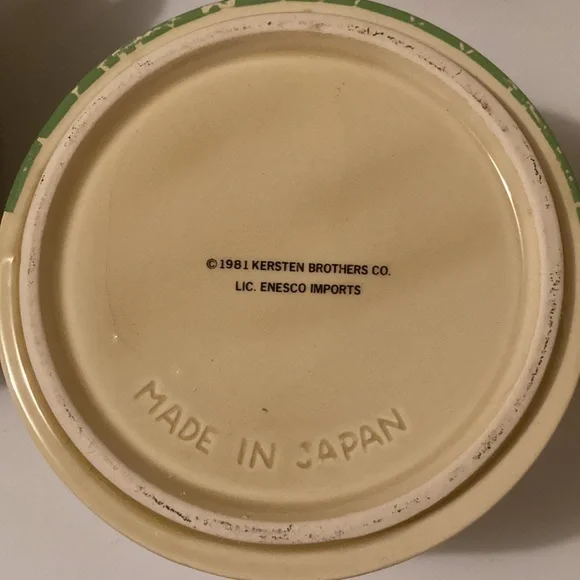 ©1981 KERSTEN BROTHERS CO.
LIC. ENESCO IMPORTS
MADE IN JAPAN